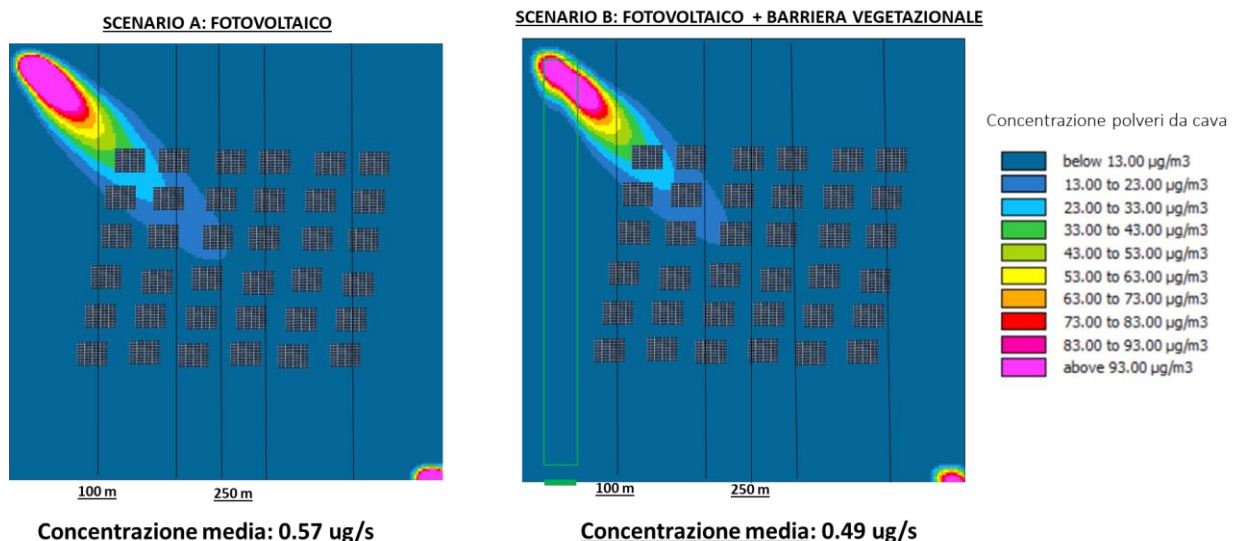 SCENARIO A: FOTOVOLTAICO
SCENARIO B: FOTOVOLTAICO + BARRIERA VEGETAZIONALE
Concentrazione polveri da cava
below 13.00 µg/m3
13.00 to 23.00 µg/m3
23.00 to 33.00 µg/m3
33.00 to 43.00 µg/m3
43.00 to 53.00 µg/m3
53.00 to 63.00 µg/m3
63.00 to 73.00 µg/m3
73.00 to 83.00 µg/m3
83.00 to 93.00 µg/m3
above 93.00 µg/m3
100 m 250 m
100 m 250 m
Concentrazione media: 0.57 ug/s
Concentrazione media: 0.49 ug/s